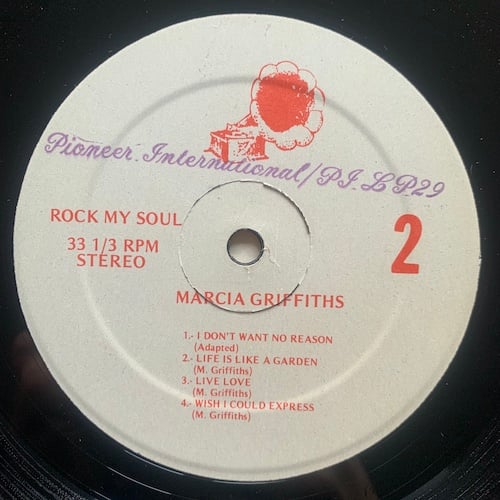 Pioneer International/PI.LP29
ROCK MY SOUL
33 1/3 RPM
STEREO
2
MARCIA GRIFFITHS
1.- I DON'T WANT NO REASON
(Adapted)
2.- LIFE IS LIKE A GARDEN
(M. Griffiths)
3.- LIVE LOVE
(M. Griffiths)
4.- WISH I COULD EXPRESS
(M. Griffiths)